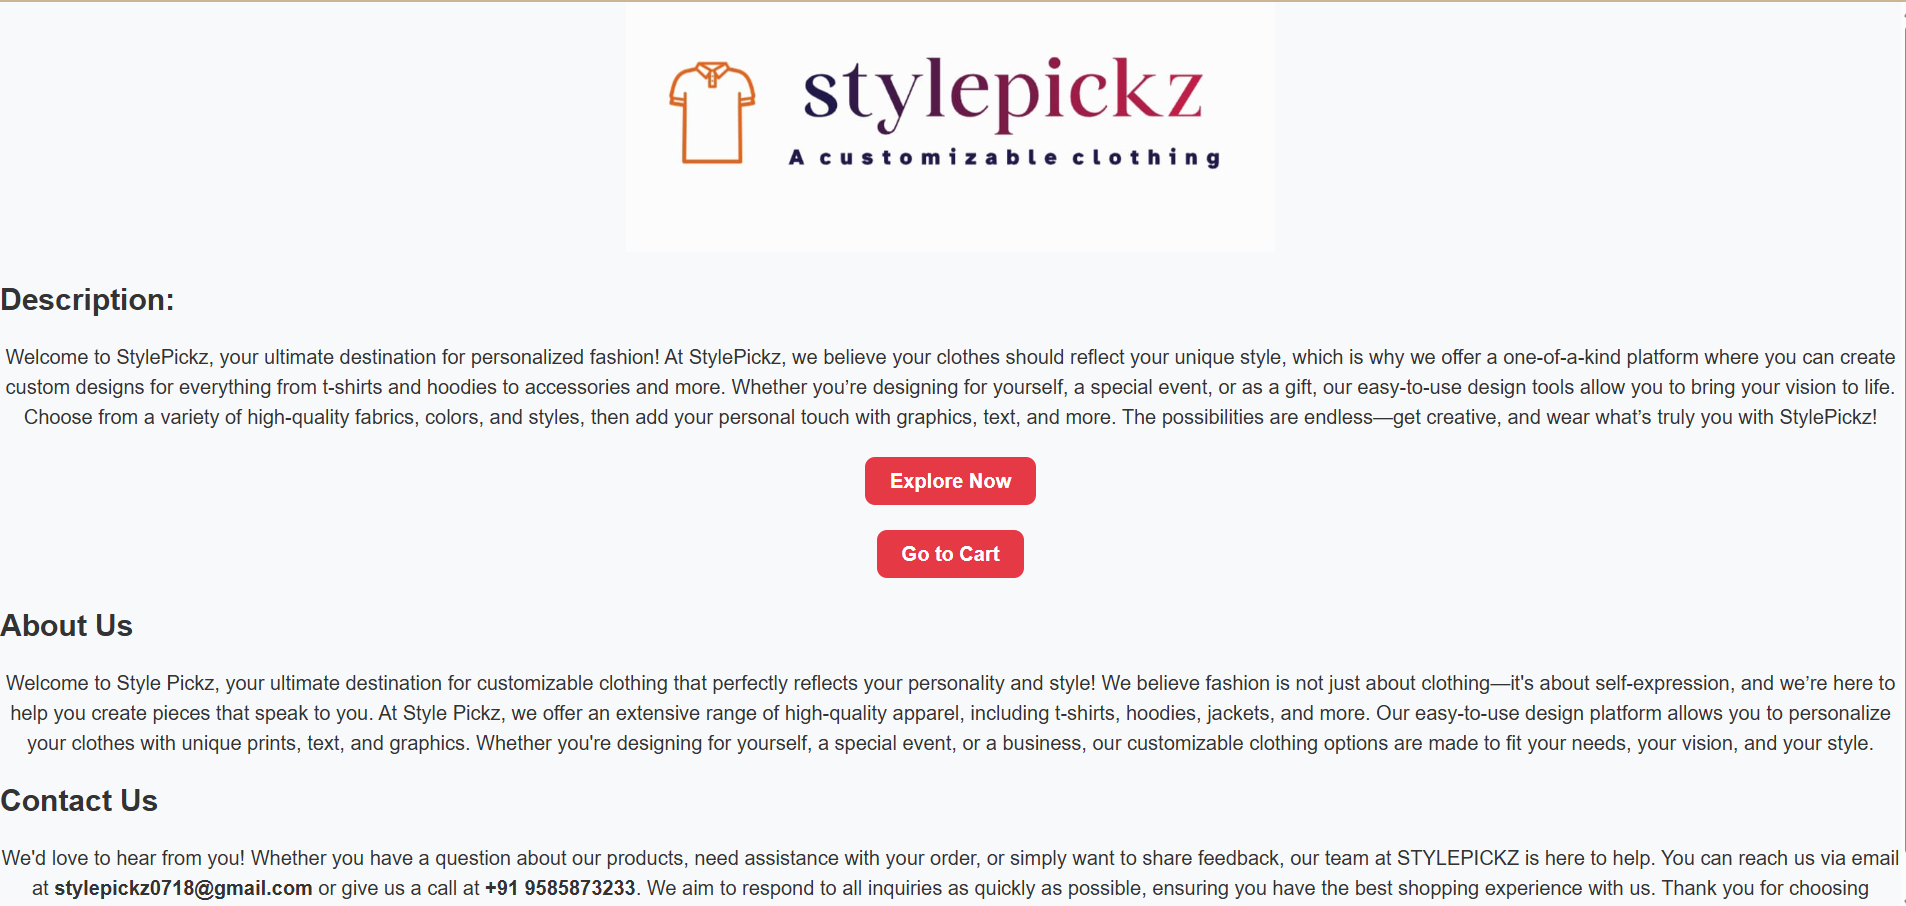 stylepickz
A customizable clothing
Description:
Welcome to StylePickz, your ultimate destination for personalized fashion! At StylePickz, we believe your clothes should reflect your unique style, which is why we offer a one-of-a-kind platform where you can create
custom designs for everything from t-shirts and hoodies to accessories and more. Whether you’re designing for yourself, a special event, or as a gift, our easy-to-use design tools allow you to bring your vision to life.
Choose from a variety of high-quality fabrics, colors, and styles, then add your personal touch with graphics, text, and more. The possibilities are endless—get creative, and wear what’s truly you with StylePickz!
Explore Now
Go to Cart
About Us
Welcome to Style Pickz, your ultimate destination for customizable clothing that perfectly reflects your personality and style! We believe fashion is not just about clothing—it's about self-expression, and we’re here to
help you create pieces that speak to you. At Style Pickz, we offer an extensive range of high-quality apparel, including t-shirts, hoodies, jackets, and more. Our easy-to-use design platform allows you to personalize
your clothes with unique prints, text, and graphics. Whether you're designing for yourself, a special event, or a business, our customizable clothing options are made to fit your needs, your vision, and your style.
Contact Us
We'd love to hear from you! Whether you have a question about our products, need assistance with your order, or simply want to share feedback, our team at STYLEPICKZ is here to help. You can reach us via email
at stylepickz0718@gmail.com or give us a call at +91 9585873233. We aim to respond to all inquiries as quickly as possible, ensuring you have the best shopping experience with us. Thank you for choosing